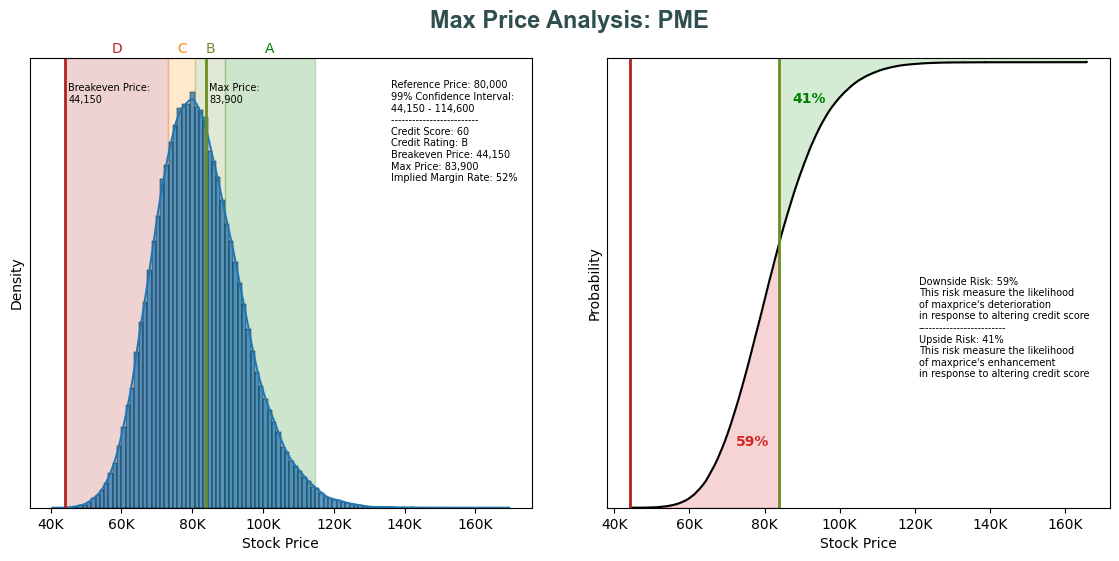 Max Price Analysis: PME
D C B A
Breakeven Price:
44,150
Max Price:
83,900
Reference Price: 80,000
99% Confidence Interval:
44,150 - 114,600
-------------------------
Credit Score: 60
Credit Rating: B
Breakeven Price: 44,150
Max Price: 83,900
Implied Margin Rate: 52%
Density
40K 60K 80K 100K 120K 140K 160K
Stock Price
41%
59%
Downside Risk: 59%
This risk measure the likelihood
of maxprice's deterioration
in response to altering credit score
-------------------------
Upside Risk: 41%
This risk measure the likelihood
of maxprice's enhancement
in response to altering credit score
Probability
40K 60K 80K 100K 120K 140K 160K
Stock Price